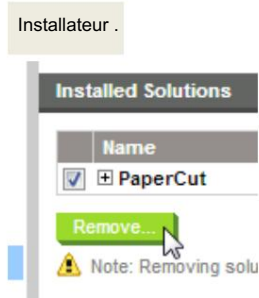 Installateur .
Installed Solutions
Name
PaperCut
Remove...
Note: Removing solu